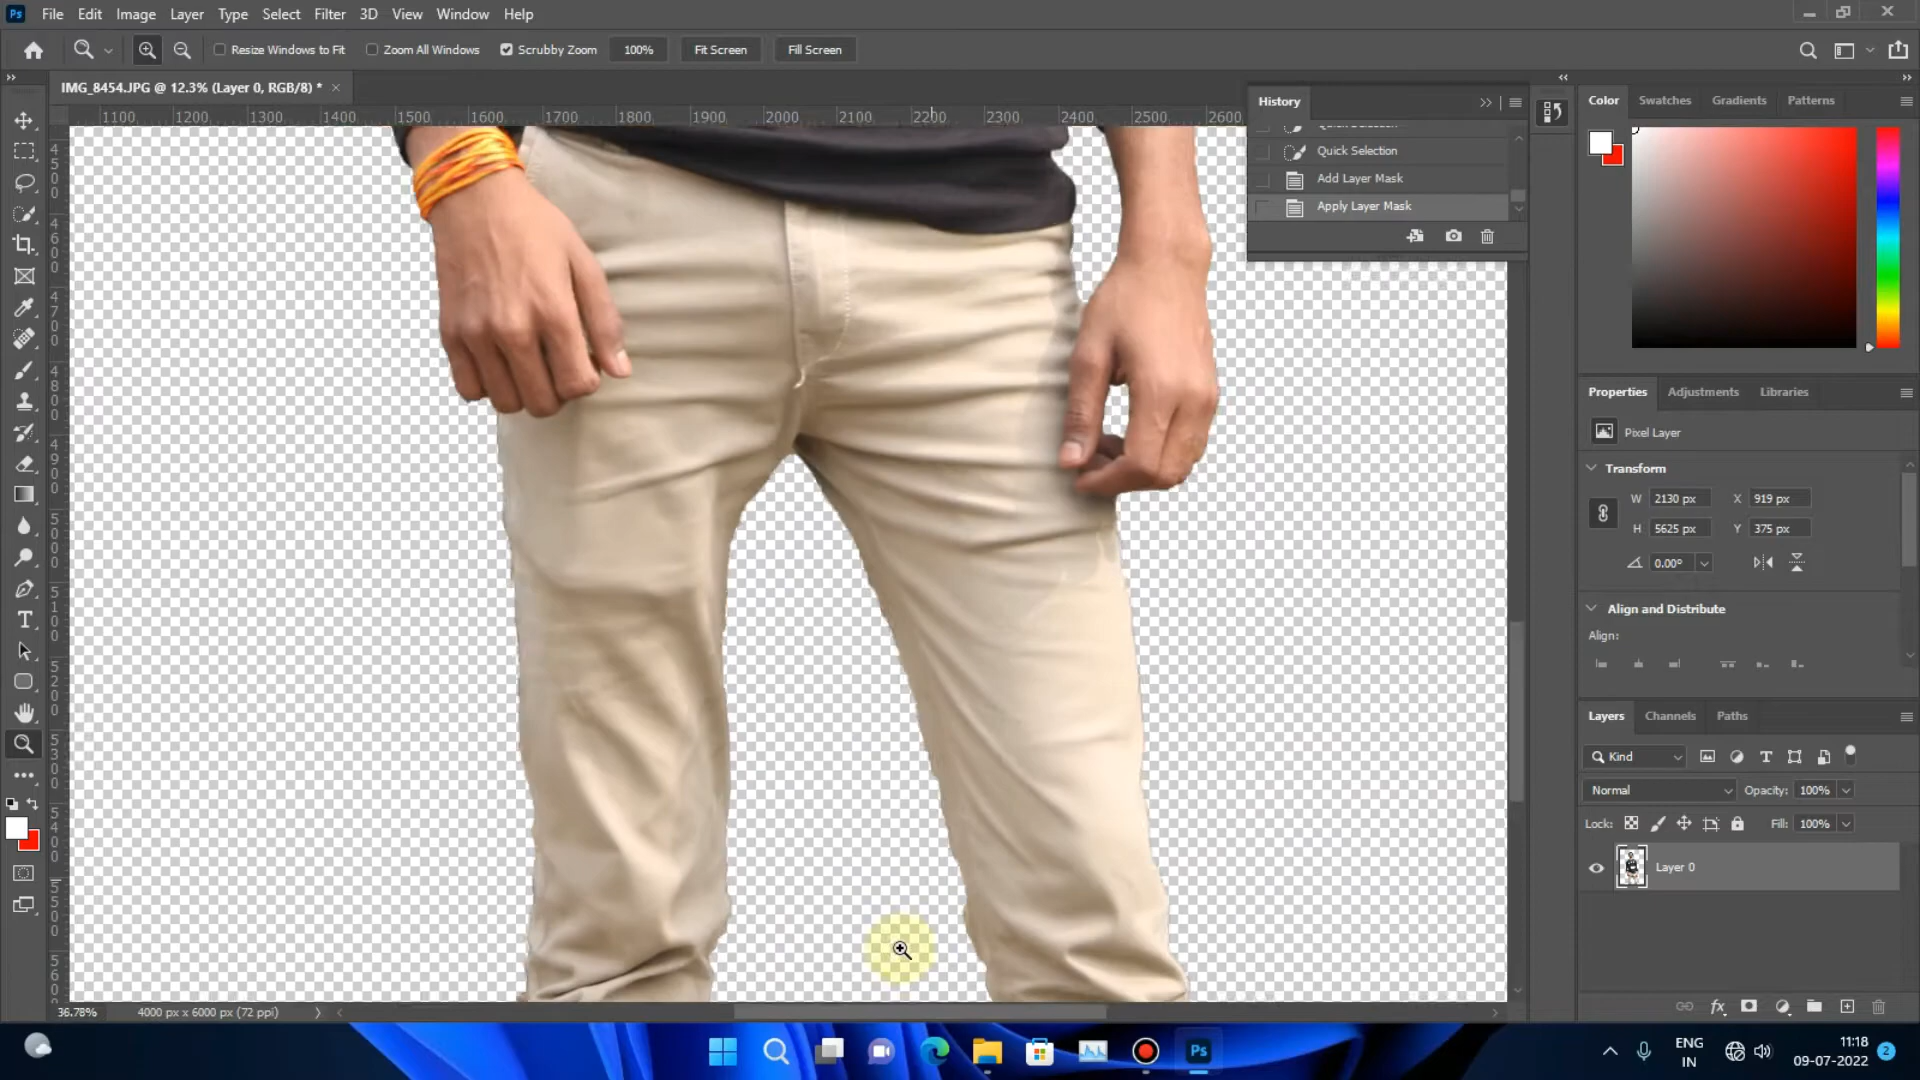 Ps File Edit Image Layer Type Select Filter 3D View Window Help
Resize Windows to Fit Zoom All Windows Scrubby Zoom 100% Fit Screen Fill Screen
IMG_8454.JPG @ 12.3% (Layer 0, RGB/8) * ×
1100 1200 1300 1400 1500 1600 1700 1800 1900 2000 2100 2200 2300 2400 2500 2600
History
Quick Selection
Quick Selection
Add Layer Mask
Apply Layer Mask
Color Swatches Gradients Patterns
Properties Adjustments Libraries
Pixel Layer
Transform
W 2130 px X 919 px
H 5625 px Y 375 px
0.00°
Align and Distribute
Align:
Layers Channels Paths
Kind
Normal Opacity: 100%
Lock: Fill: 100%
Layer 0
36.78% 4000 px x 6000 px (72 ppi)
Ps
ENG
IN
11:18
09-07-2022
2